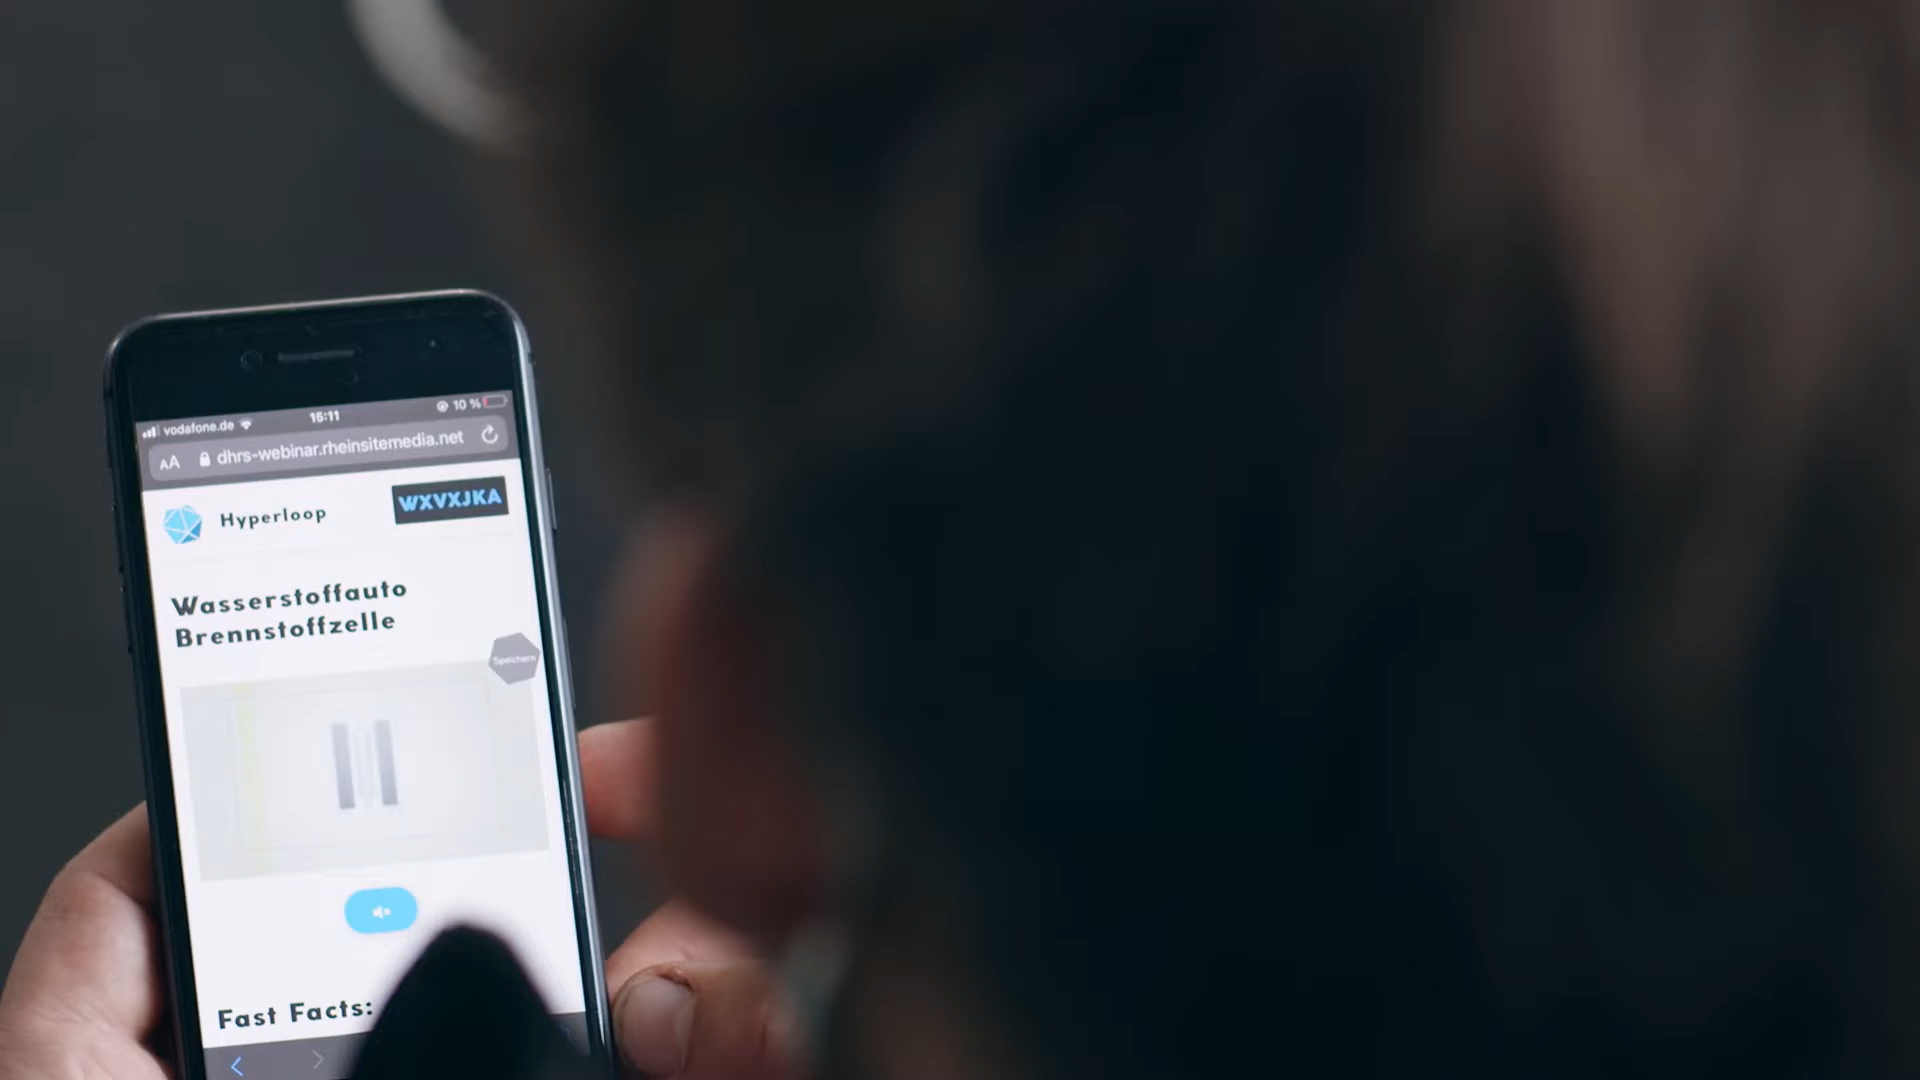 vodafone.de 15:11 10 %
AA dhrs-webinar.rheinsitemedia.net
Hyperloop WXVXJKA
Wasserstoffauto
Brennstoffzelle
Speichern
Fast Facts: